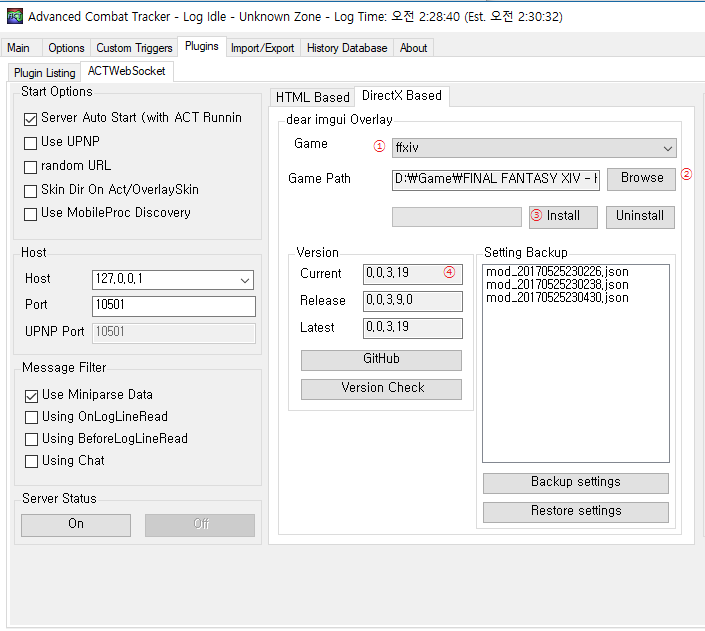 Advanced Combat Tracker - Log Idle - Unknown Zone - Log Time: 오전 2:28:40 (Est. 오전 2:30:32)
Main Options Custom Triggers Plugins Import/Export History Database About
Plugin Listing ACTWebSocket
Start Options
Server Auto Start (with ACT Runnin
Use UPNP
random URL
Skin Dir On Act/OverlaySkin
Use MobileProc Discovery
Host
Host 127,0,0,1
Port 10501
UPNP Port 10501
Message Filter
Use Miniparse Data
Using OnLogLineRead
Using BeforeLogLineRead
Using Chat
Server Status
On Off
HTML Based DirectX Based
dear imgui Overlay
Game ① ffxiv
Game Path D:₩Game₩FINAL FANTASY XIV - Browse ②
③ Install Uninstall
Version
Current 0,0,3,19 ④
Release 0,0,3,9,0
Latest 0,0,3,19
GitHub
Version Check
Setting Backup
mod_20170525230226.json
mod_20170525230238.json
mod_20170525230430.json
Backup settings
Restore settings